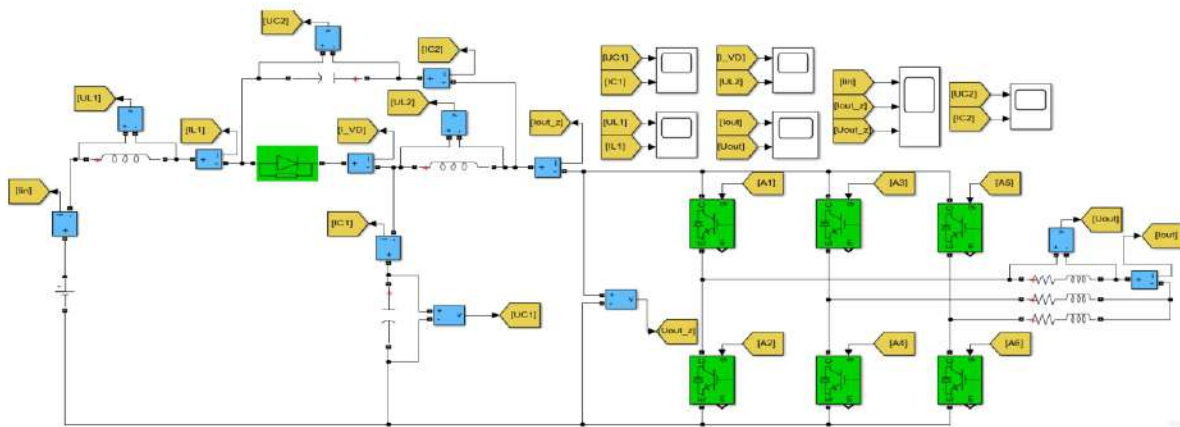 [UC2]
[IC2]
[UL1]
[UL2]
[IL1]
[I_VD]
[Iout_z]
[Iin]
[IC1]
[UC1]
[UC1]
[IC1]
[I_VD]
[UL2]
[Iin]
[Iout_z]
[Uout_z]
[UC2]
[IC2]
[UL1]
[IL1]
[Iout]
[Uout]
[A1]
[A3]
[A5]
[Uout]
[Iout]
Uout_z]
[A2]
[A4]
[A6]